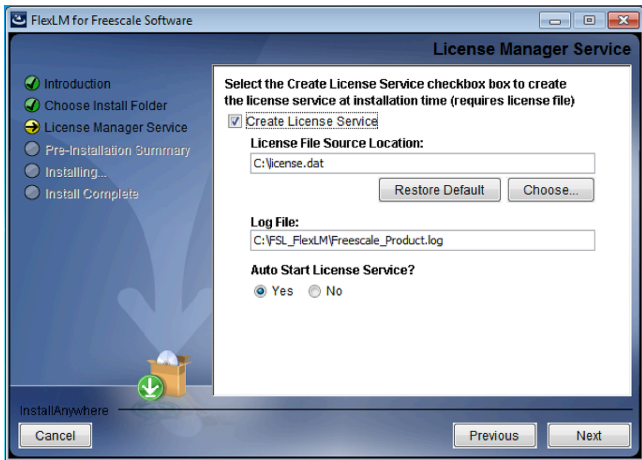 FlexLM for Freescale Software
License Manager Service
Introduction
Choose Install Folder
License Manager Service
Pre-Installation Summary
Installing...
Install Complete
Select the Create License Service checkbox box to create
the license service at installation time (requires license file)
Create License Service
License File Source Location:
C:\license.dat
Restore Default
Choose...
Log File:
C:\FSL_FlexLM\Freescale_Product.log
Auto Start License Service?
Yes No
InstallAnywhere
Cancel
Previous
Next